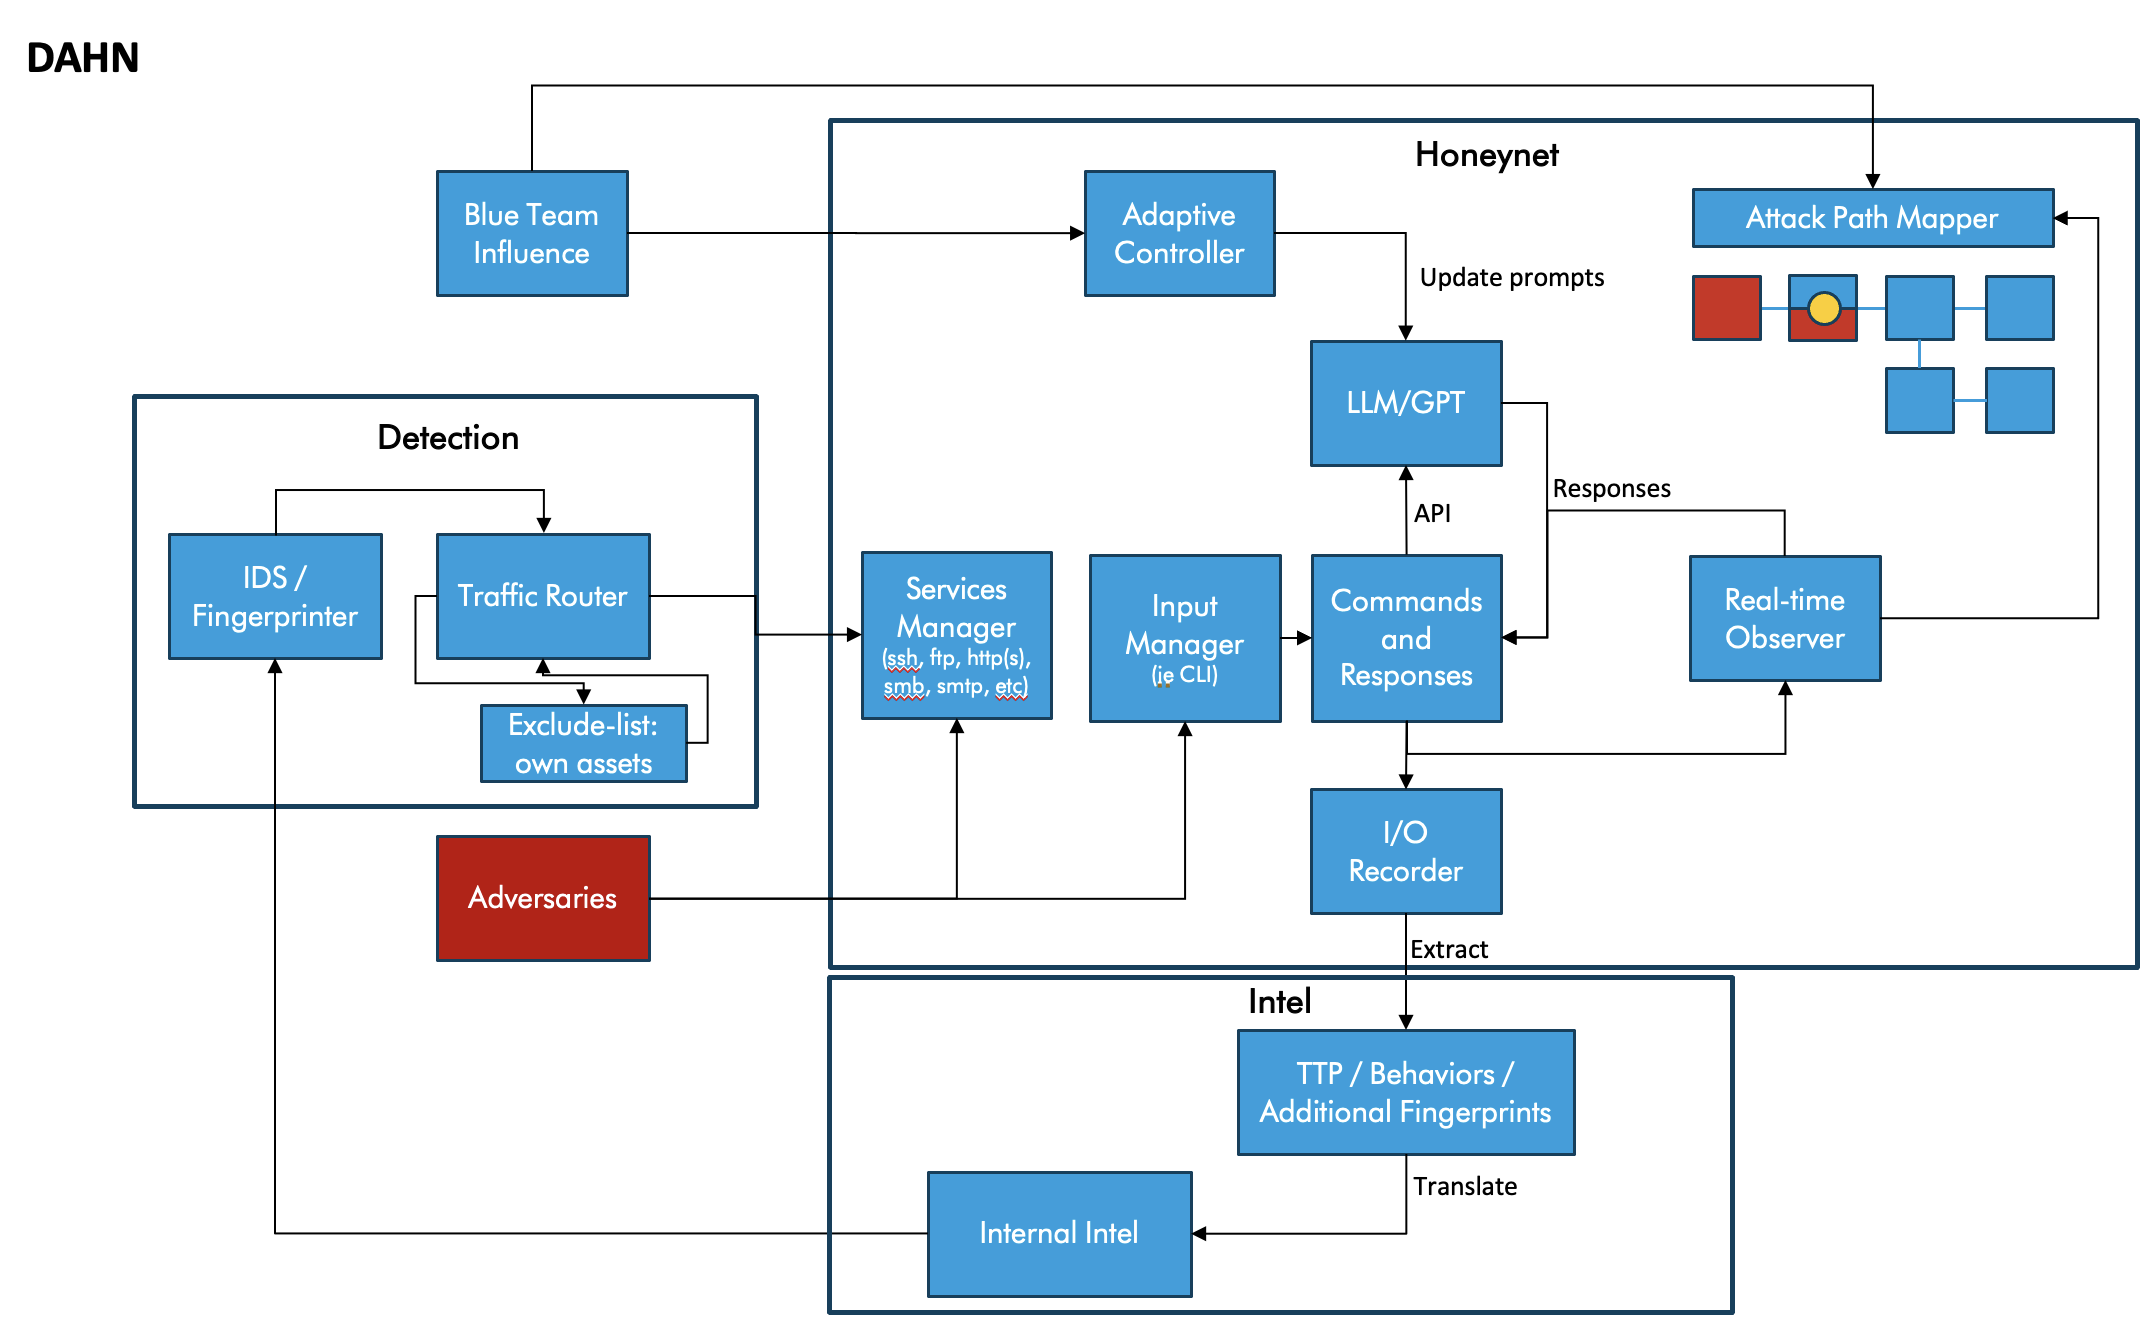 DAHN
Honeynet
Blue Team
Influence
Adaptive
Controller
Attack Path Mapper
Update prompts
LLM/GPT
Detection
Responses
API
IDS /
Fingerprinter
Traffic Router
Exclude-list:
own assets
Services
Manager
(ssh, ftp, http(s),
smb, smtp, etc)
Input
Manager
(ie CLI)
Commands
and
Responses
Real-time
Observer
I/O
Recorder
Adversaries
Extract
Intel
TTP / Behaviors /
Additional Fingerprints
Translate
Internal Intel